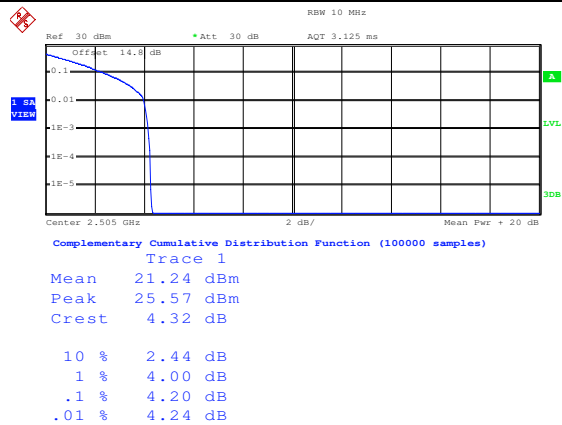 RBW 10 MHz
Ref 30 dBm *Att 30 dB AQT 3.125 ms
Offset 14.8 dB
0.1
A
1 SA
VIEW
0.01
LVL
1E-3
1E-4
1E-5
3DB
Center 2.505 GHz 2 dB/ Mean Pwr + 20 dB
Complementary Cumulative Distribution Function (100000 samples)
Trace 1
Mean 21.24 dBm
Peak 25.57 dBm
Crest 4.32 dB
10 % 2.44 dB
1 % 4.00 dB
.1 % 4.20 dB
.01 % 4.24 dB